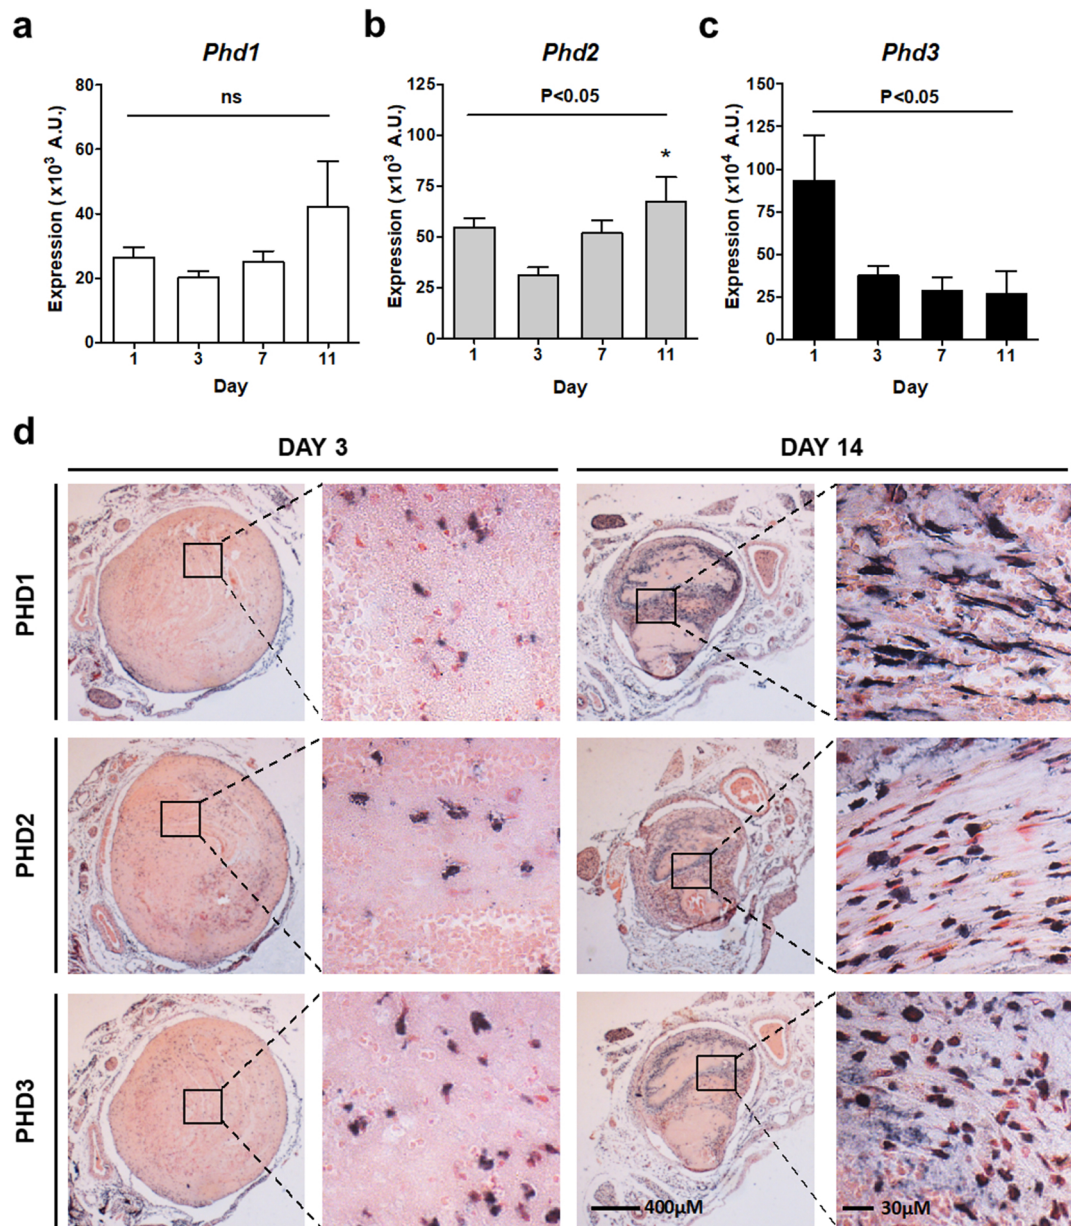 a
Phd1
Expression ( x10³ A.U.)
80
60
40
20
0
ns
1 3 7 11
Day
b
Phd2
Expression ( x10³ A.U.)
125
100
75
50
25
0
P<0.05
*
1 3 7 11
Day
c
Phd3
Expression ( x10⁴ A.U.)
150
125
100
75
50
25
0
P<0.05
1 3 7 11
Day
d
DAY 3 DAY 14
PHD1
PHD2
PHD3
400µM 30µM